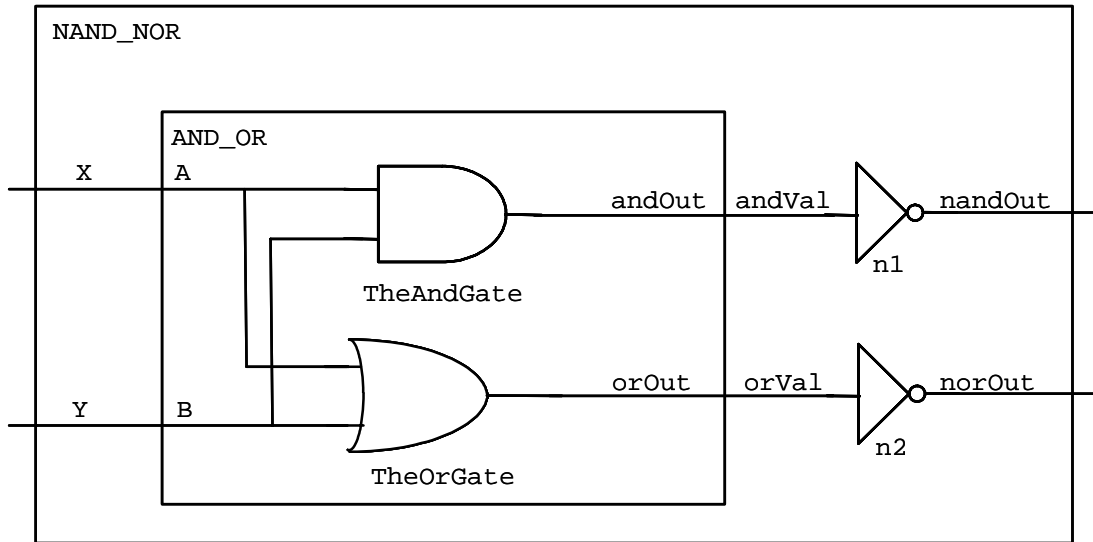 NAND_NOR
AND_OR
X
A
andOut
andVal
nandOut
n1
TheAndGate
orOut
orVal
norOut
Y
B
n2
TheOrGate